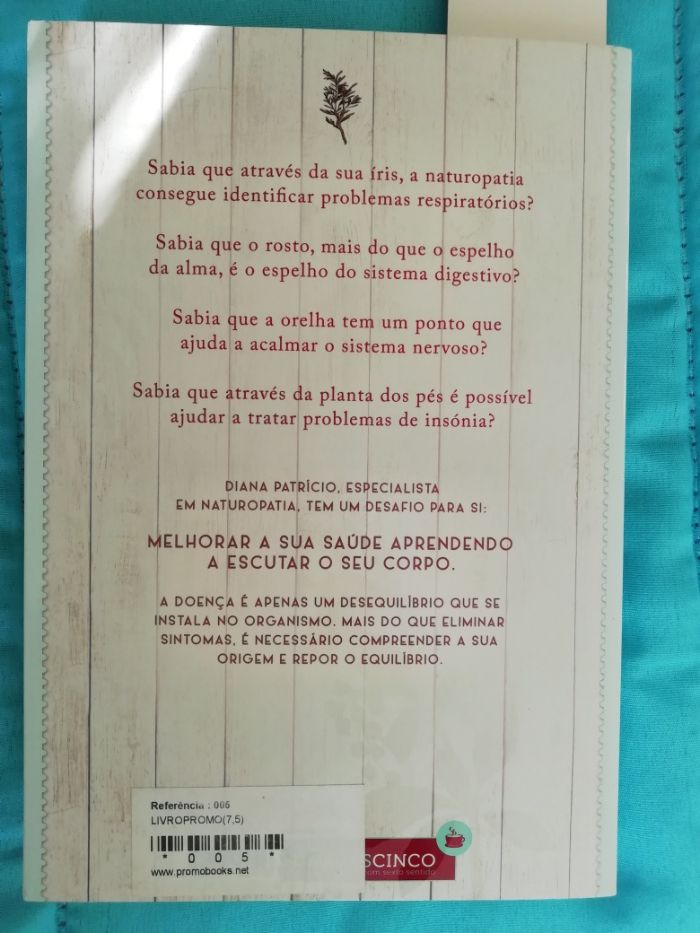 Sabia que através da sua íris, a naturopatia
consegue identificar problemas respiratórios?
Sabia que o rosto, mais do que o espelho
da alma, é o espelho do sistema digestivo?
Sabia que a orelha tem um ponto que
ajuda a acalmar o sistema nervoso?
Sabia que através da planta dos pés é possível
ajudar a tratar problemas de insónia?
DIANA PATRÍCIO, ESPECIALISTA
EM NATUROPATIA, TEM UM DESAFIO PARA SI:
MELHORAR A SUA SAÚDE APRENDENDO
A ESCUTAR O SEU CORPO.
A DOENÇA É APENAS UM DESEQUILÍBRIO QUE SE
INSTALA NO ORGANISMO. MAIS DO QUE ELIMINAR
SINTOMAS, É NECESSÁRIO COMPREENDER A SUA
ORIGEM E REPOR O EQUILÍBRIO.
Referência : 005
LIVROPROMO(7,5)
* 0 0 5 *
www.promobooks.net
SCINCO
om sexto sentido